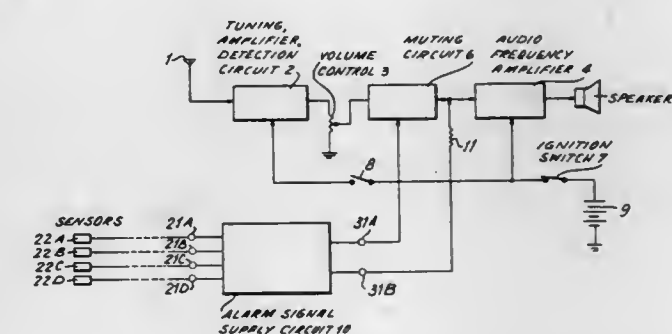 TUNING,
AMPLIFIER,
DETECTION
CIRCUIT 2
VOLUME
CONTROL 3
MUTING
CIRCUIT 6
AUDIO
FREQUENCY
AMPLIFIER 4
1
SPEAKER
11
IGNITION
SWITCH 7
8
9
SENSORS
22A
22B
22C
22D
21A
21B
21C
21D
31A
31B
ALARM SIGNAL
SUPPLY CIRCUIT 10